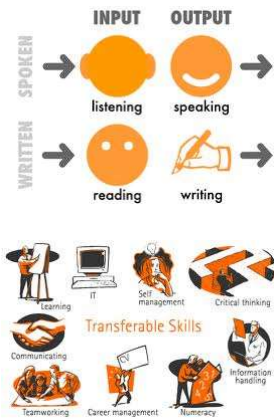 INPUT OUTPUT
SPOKEN
listening speaking
WRITTEN
reading writing
Learning
IT
Self
management
Critical thinking
Transferable Skills
Communicating
Information
handling
CV
Teamworking
Career management
Numeracy